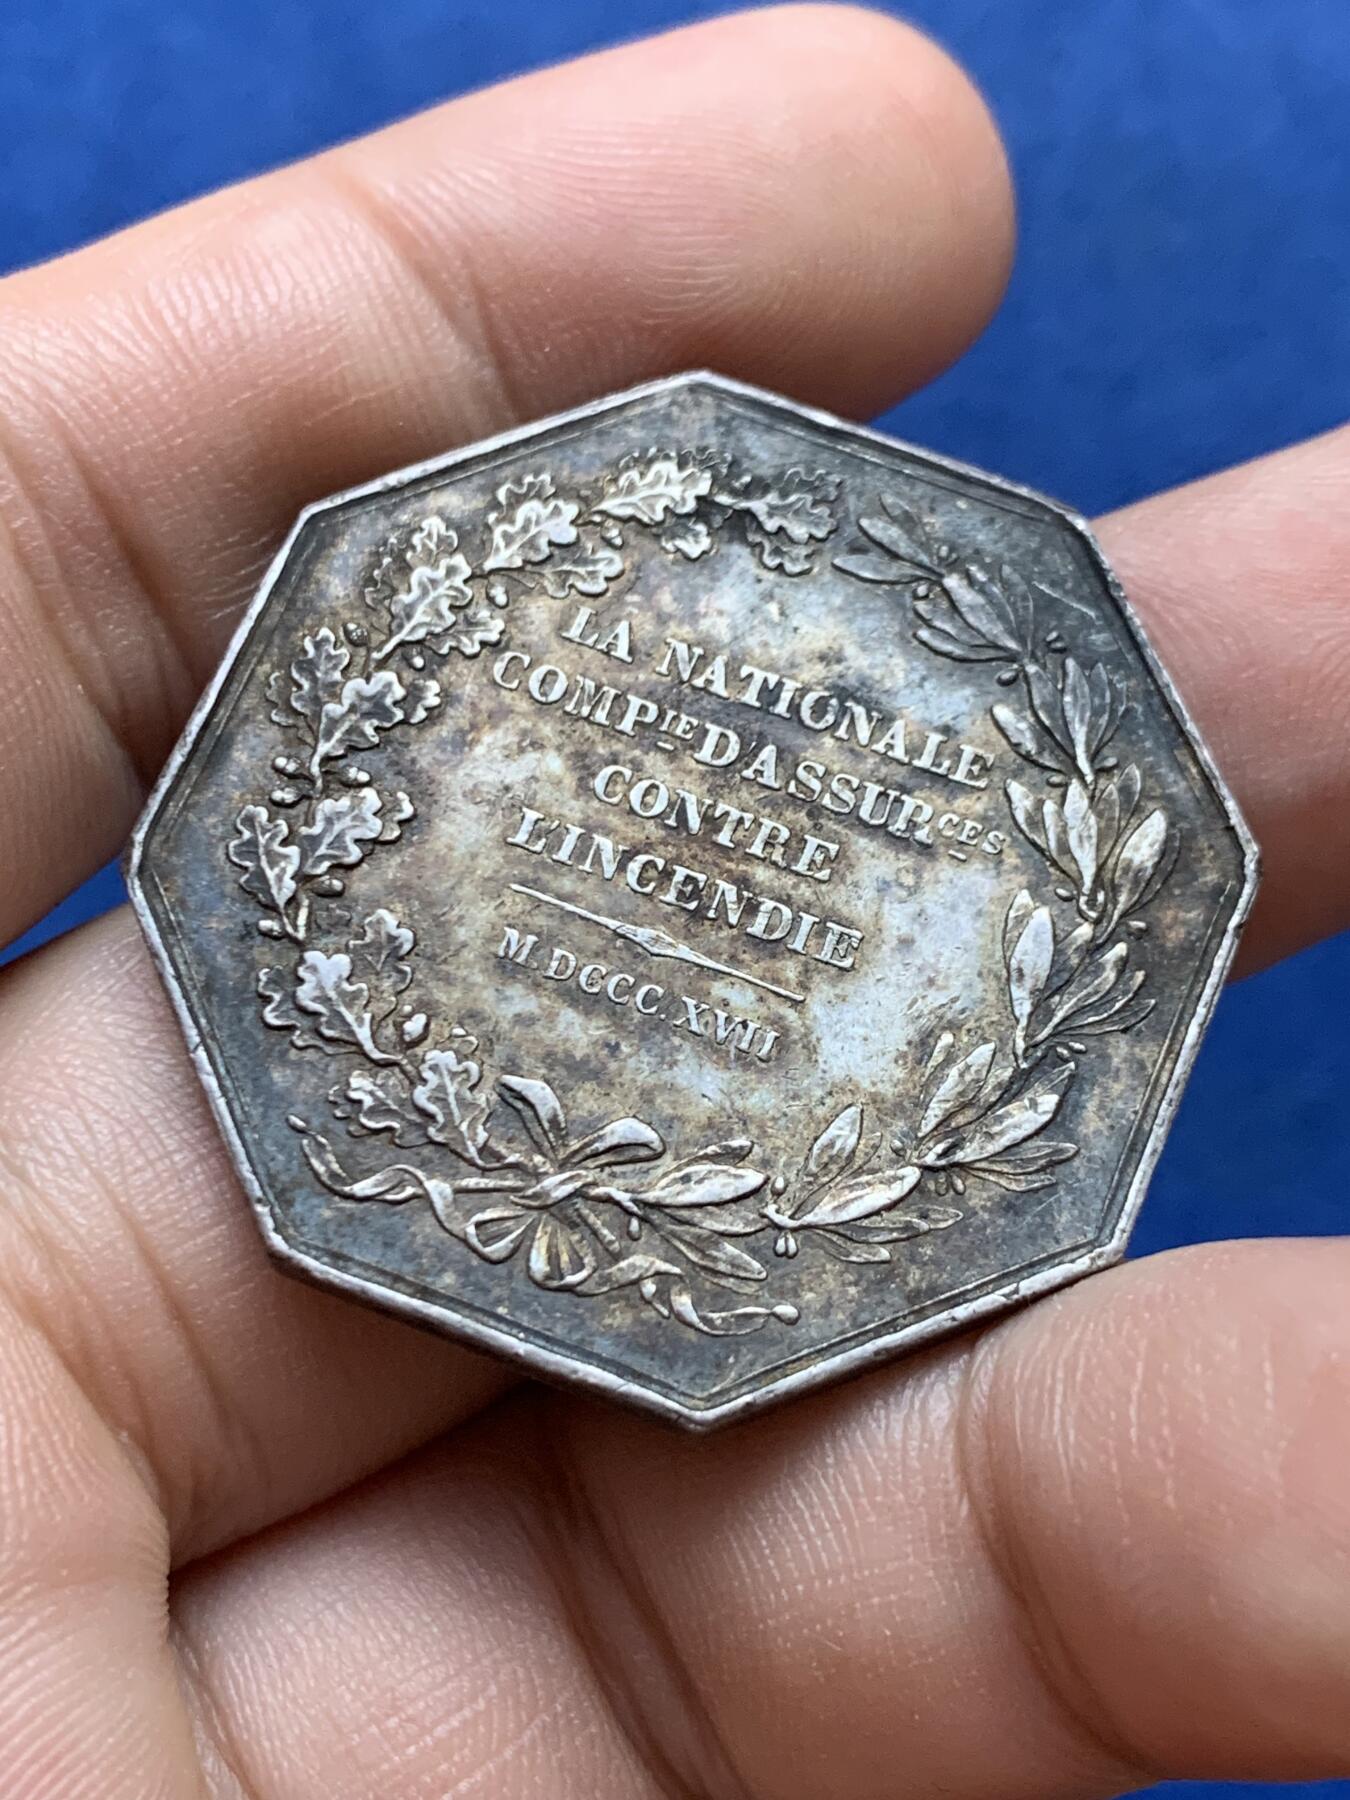 LA NATIONALE
COMPIE D'ASSURCES
CONTRE
L'INCENDIE
M.DCCC.XVII